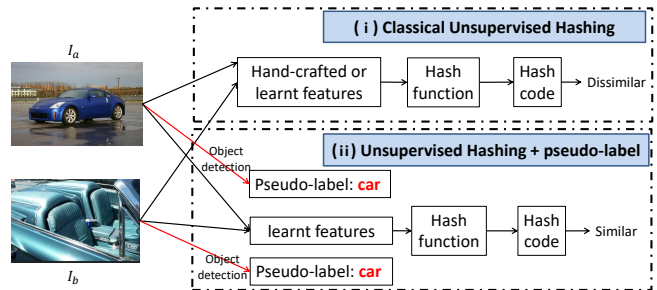 I_a
I_b
( i ) Classical Unsupervised Hashing
Hand-crafted or
learnt features
Hash
function
Hash
code
Dissimilar
(ii) Unsupervised Hashing + pseudo-label
Object
detection
Pseudo-label: car
learnt features
Hash
function
Hash
code
Similar
Object
detection
Pseudo-label: car